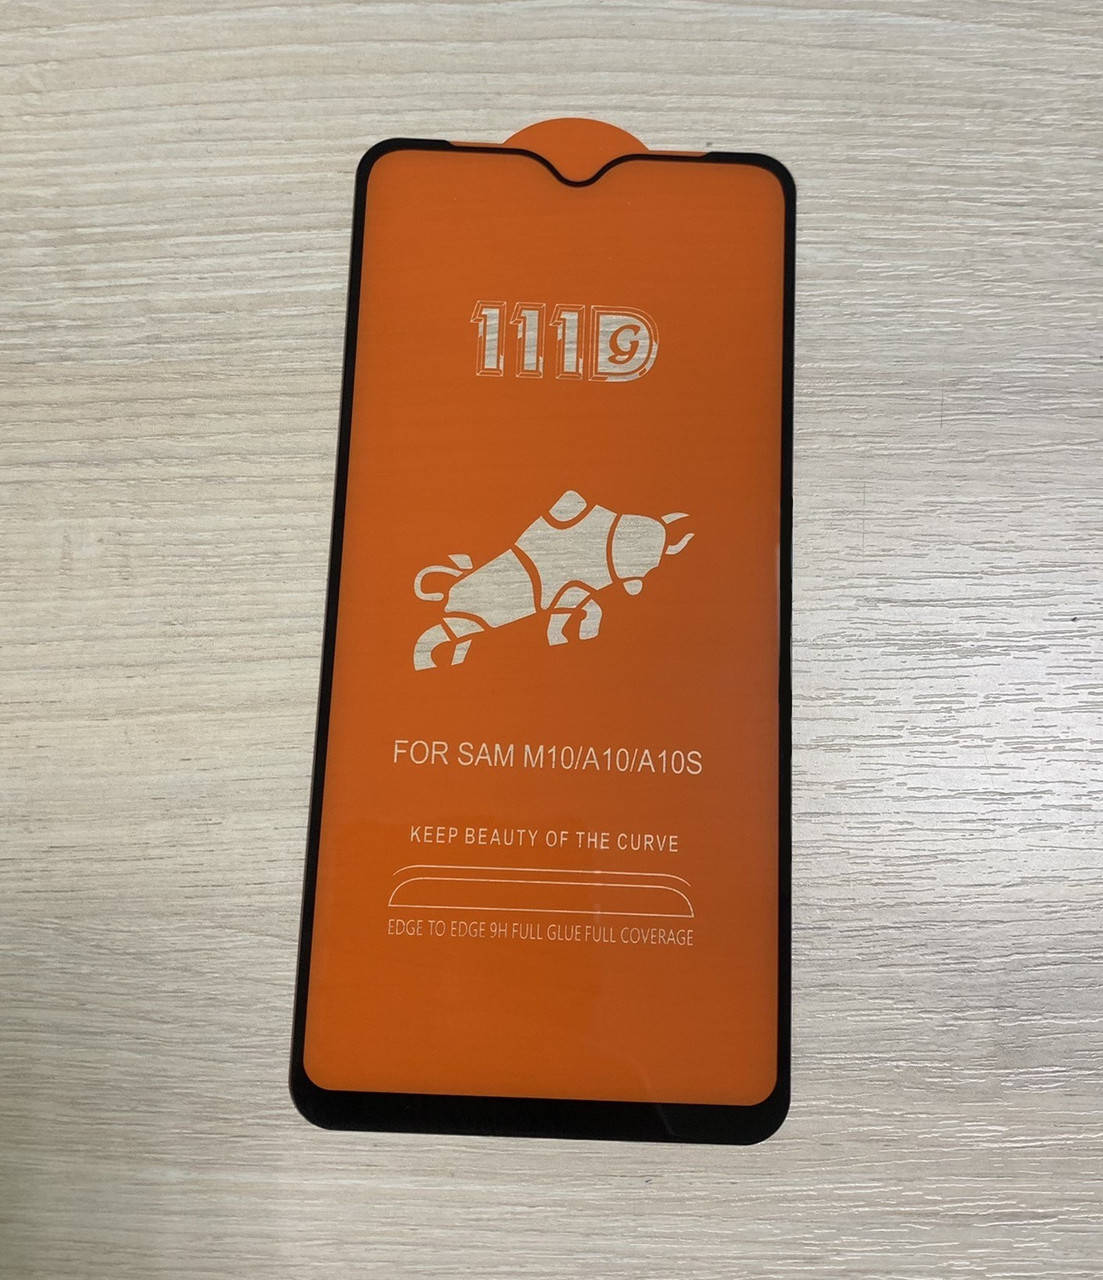 111D
G
FOR SAM M10/A10/A10S
KEEP BEAUTY OF THE CURVE
EDGE TO EDGE 9H FULL GLUE FULL COVERAGE